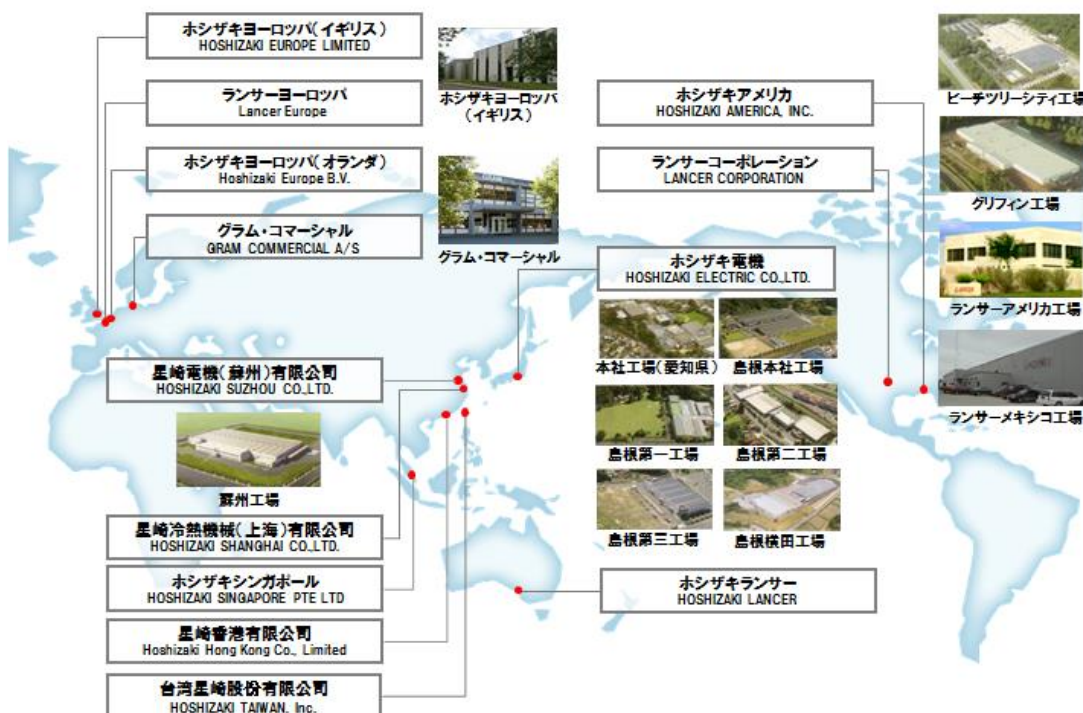 ホシザキヨーロッパ(イギリス)
HOSHIZAKI EUROPE LIMITED
ランサーヨーロッパ
Lancer Europe
ホシザキヨーロッパ(オランダ)
Hoshizaki Europe B.V.
グラム・コマーシャル
GRAM COMMERCIAL A/S
ホシザキヨーロッパ
(イギリス)
グラム・コマーシャル
ホシザキアメリカ
HOSHIZAKI AMERICA, INC.
ランサーコーポレーション
LANCER CORPORATION
ピーチツリーシティ工場
グリフィン工場
ランサーアメリカ工場
ランサーメキシコ工場
ホシザキ電機
HOSHIZAKI ELECTRIC CO.,LTD.
本社工場(愛知県)
島根本社工場
島根第一工場
島根第二工場
島根第三工場
島根横田工場
星崎電機(蘇州)有限公司
HOSHIZAKI SUZHOU CO.,LTD.
蘇州工場
星崎冷熱機械(上海)有限公司
HOSHIZAKI SHANGHAI CO.,LTD.
ホシザキシンガポール
HOSHIZAKI SINGAPORE PTE LTD
星崎香港有限公司
Hoshizaki Hong Kong Co., Limited
台湾星崎股份有限公司
HOSHIZAKI TAIWAN, Inc.
ホシザキランサー
HOSHIZAKI LANCER